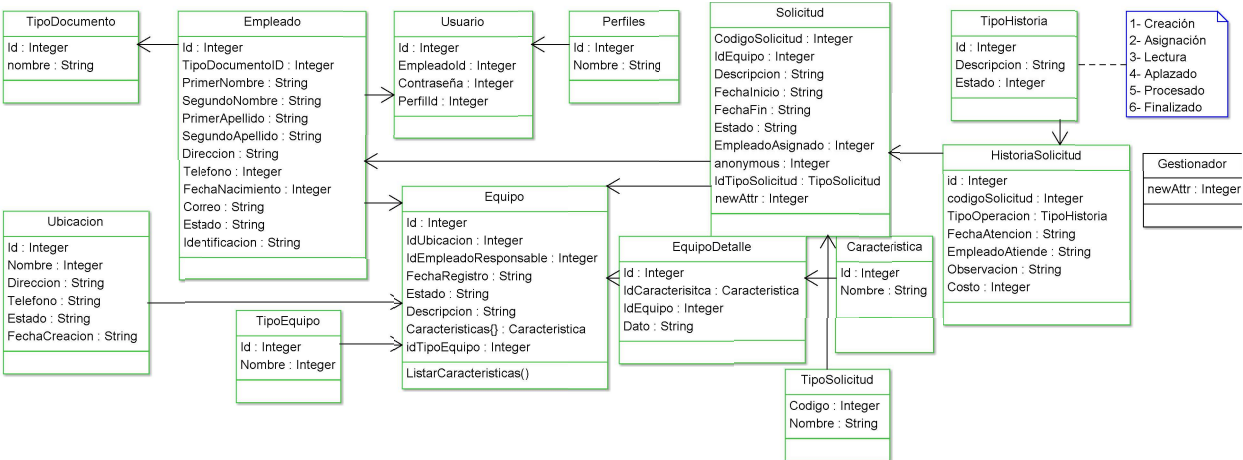 TipoDocumento
Id : Integer
nombre : String
Empleado
Id : Integer
TipoDocumentoID : Integer
PrimerNombre : String
SegundoNombre : String
PrimerApellido : String
SegundoApellido : String
Direccion : String
Telefono : Integer
FechaNacimiento : Integer
Correo : String
Estado : String
Identificacion : String
Usuario
Id : Integer
EmpleadoId : Integer
Contraseña : Integer
PerfilId : Integer
Perfiles
Id : Integer
Nombre : String
Solicitud
CodigoSolicitud : Integer
IdEquipo : Integer
Descripcion : String
FechaInicio : String
FechaFin : String
Estado : String
EmpleadoAsignado : Integer
anonymous : Integer
IdTipoSolicitud : TipoSolicitud
newAttr : Integer
TipoHistoria
Id : Integer
Descripcion : String
Estado : Integer
1- Creación
2- Asignación
3- Lectura
4- Aplazado
5- Procesado
6- Finalizado
HistoriaSolicitud
id : Integer
codigoSolicitud : Integer
TipoOperacion : TipoHistoria
FechaAtencion : String
EmpleadoAtiende : String
Observacion : String
Costo : Integer
Gestionador
newAttr : Integer
Ubicacion
Id : Integer
Nombre : Integer
Direccion : String
Telefono : String
Estado : String
FechaCreacion : String
Equipo
Id : Integer
IdUbicacion : Integer
IdEmpleadoResponsable : Integer
FechaRegistro : String
Estado : String
Descripcion : String
Caracteristicas{} : Caracteristica
idTipoEquipo : Integer
ListarCaracteristicas()
EquipoDetalle
Id : Integer
IdCaracterisitca : Caracteristica
IdEquipo : Integer
Dato : String
Caracteristica
Id : Integer
Nombre : String
TipoEquipo
Id : Integer
Nombre : Integer
TipoSolicitud
Codigo : Integer
Nombre : String